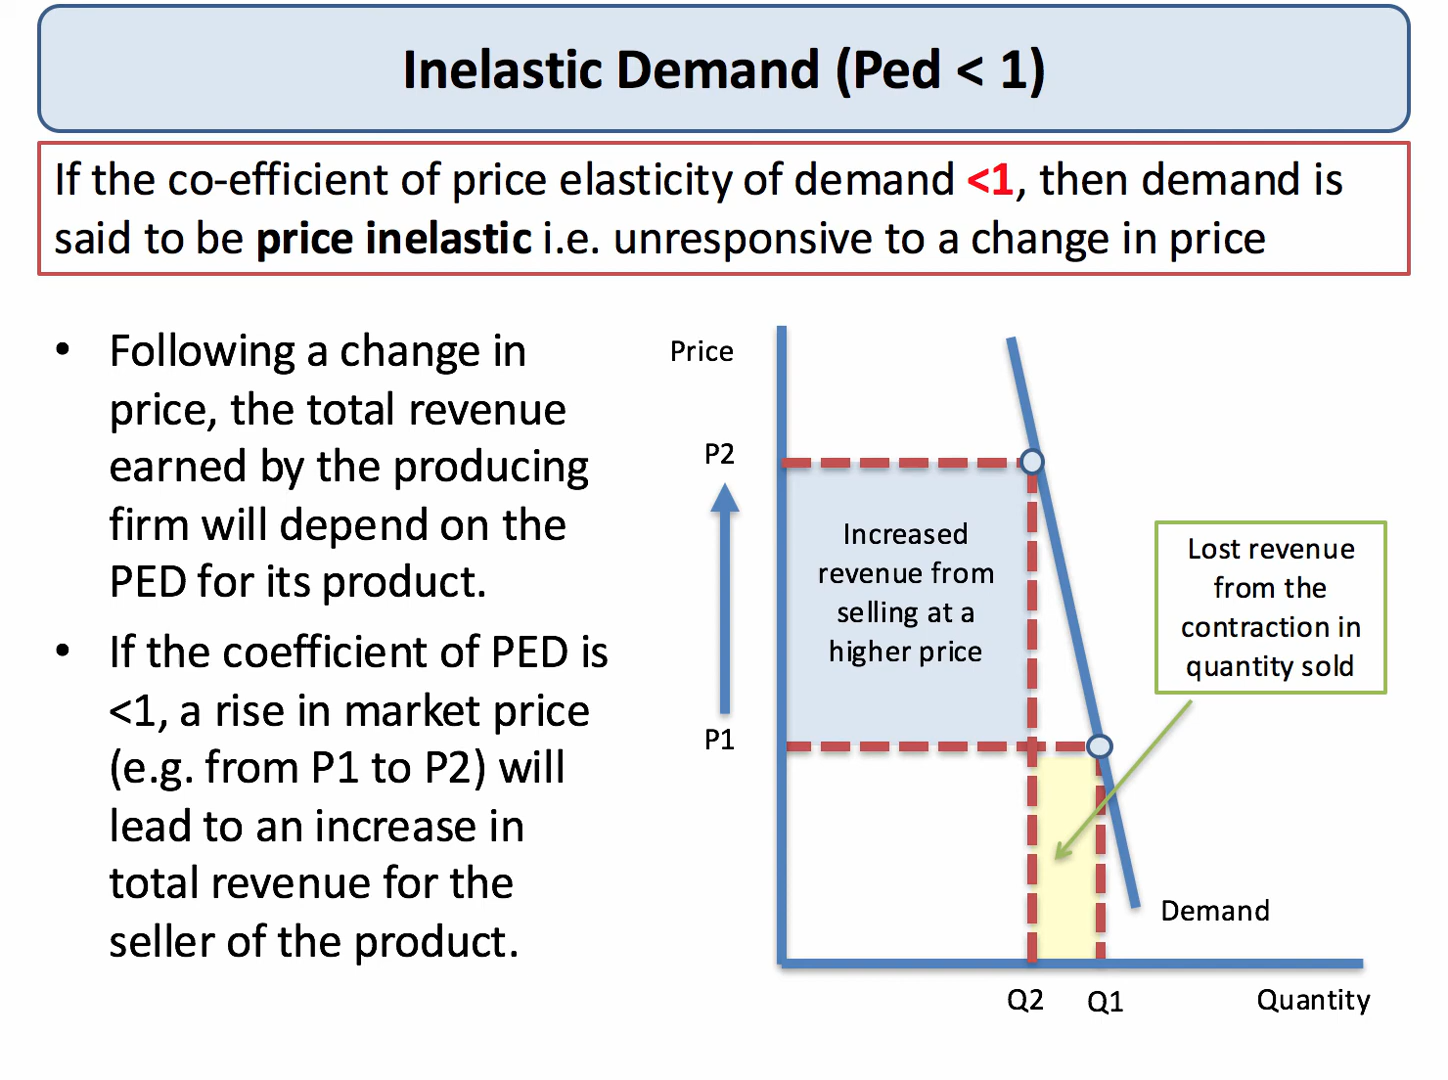 Inelastic Demand (Ped < 1)
If the co-efficient of price elasticity of demand <1, then demand is
said to be price inelastic i.e. unresponsive to a change in price
• Following a change in
price, the total revenue
earned by the producing
firm will depend on the
PED for its product.
• If the coefficient of PED is
<1, a rise in market price
(e.g. from P1 to P2) will
lead to an increase in
total revenue for the
seller of the product.
Price
P2
P1
Increased
revenue from
selling at a
higher price
Lost revenue
from the
contraction in
quantity sold
Demand
Q2
Q1
Quantity